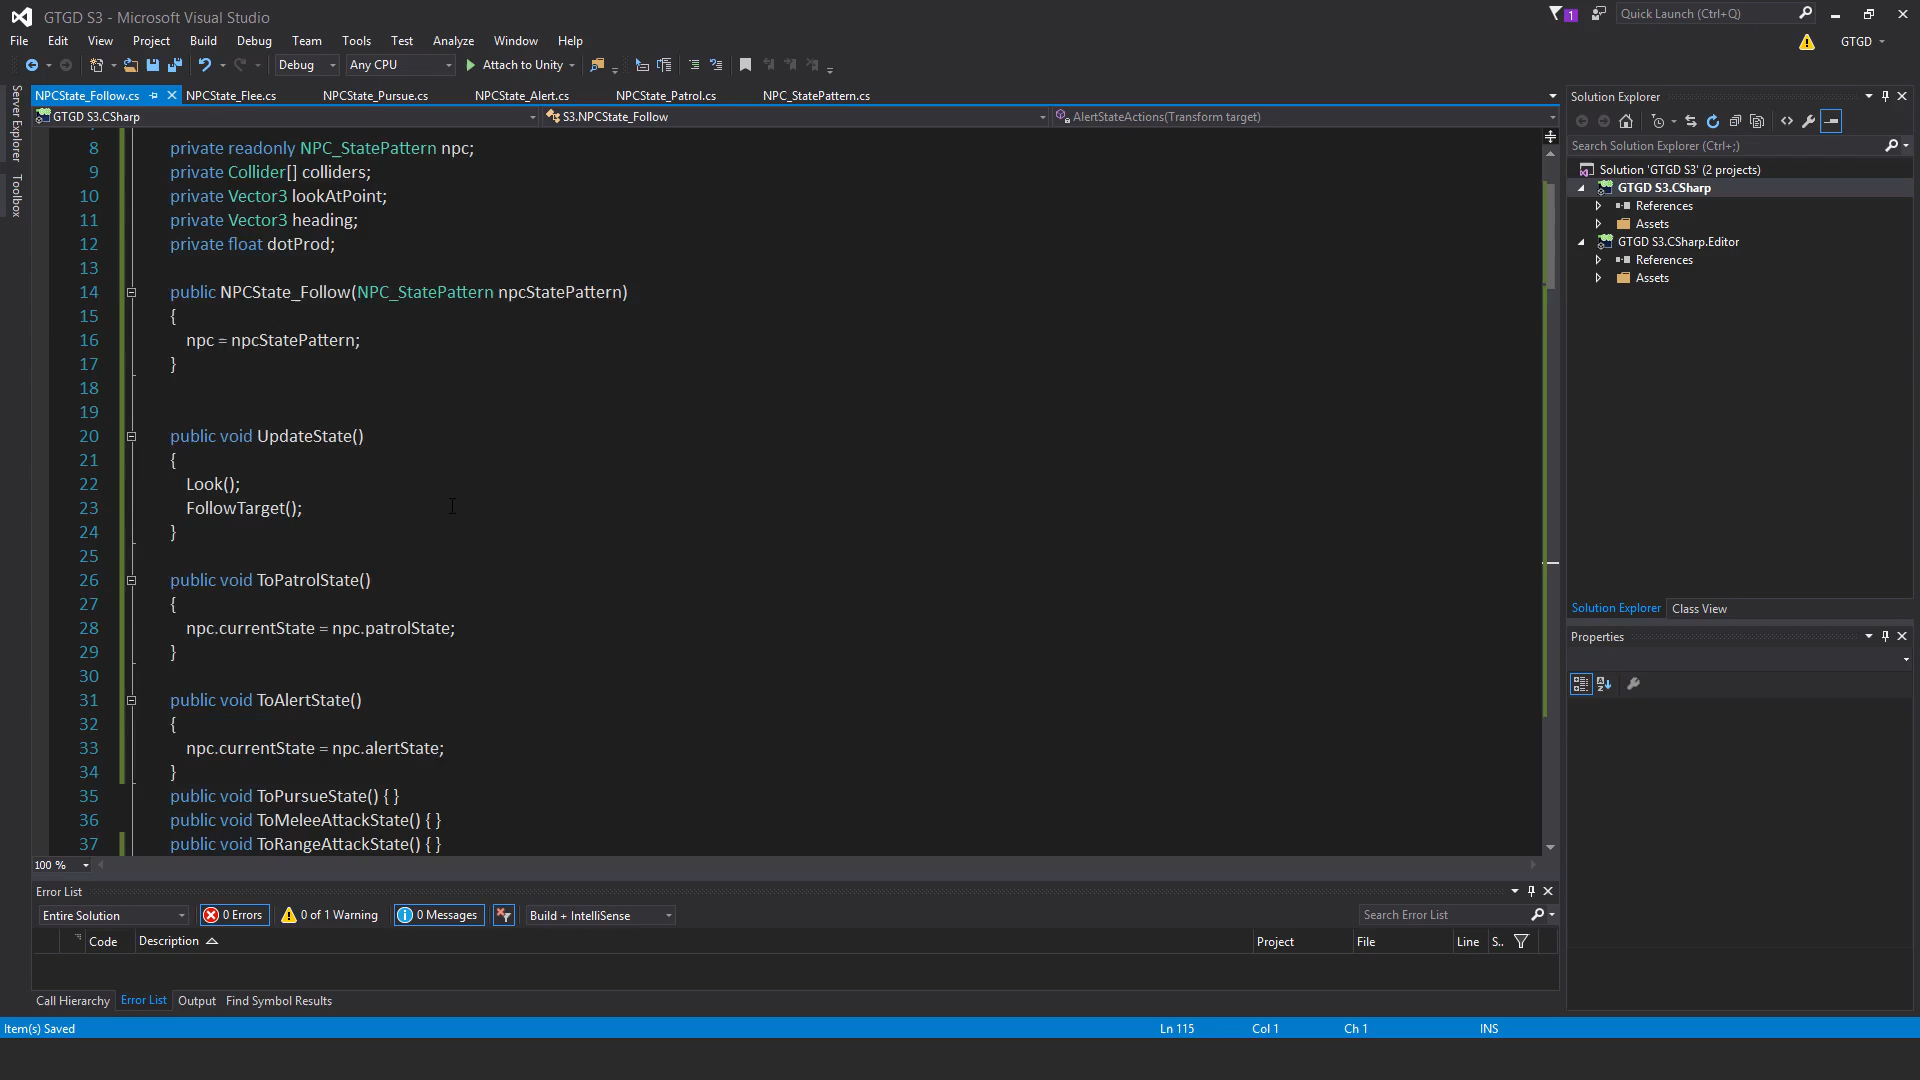 GTGD S3 - Microsoft Visual Studio
1
Quick Launch (Ctrl+Q)
File Edit View Project Build Debug Team Tools Test Analyze Window Help
GTGD
Debug Any CPU Attach to Unity
Server Explorer
Toolbox
NPCState_Follow.cs NPCState_Flee.cs NPCState_Pursue.cs NPCState_Alert.cs NPCState_Patrol.cs NPC_StatePattern.cs
GTGD S3.CSharp S3.NPCState_Follow AlertStateActions(Transform target)
8 private readonly NPC_StatePattern npc;
9 private Collider[] colliders;
10 private Vector3 lookAtPoint;
11 private Vector3 heading;
12 private float dotProd;
13
14 public NPCState_Follow(NPC_StatePattern npcStatePattern)
15 {
16 npc = npcStatePattern;
17 }
18
19
20 public void UpdateState()
21 {
22 Look();
23 FollowTarget();
24 }
25
26 public void ToPatrolState()
27 {
28 npc.currentState = npc.patrolState;
29 }
30
31 public void ToAlertState()
32 {
33 npc.currentState = npc.alertState;
34 }
35 public void ToPursueState() { }
36 public void ToMeleeAttackState() { }
37 public void ToRangeAttackState() { }
100 %
Solution Explorer
Search Solution Explorer (Ctrl+;)
Solution 'GTGD S3' (2 projects)
GTGD S3.CSharp
References
Assets
GTGD S3.CSharp.Editor
References
Assets
Solution Explorer Class View
Properties
Error List
Entire Solution 0 Errors 0 of 1 Warning 0 Messages Build + IntelliSense Search Error List
Code Description Project File Line S..
Call Hierarchy Error List Output Find Symbol Results
Item(s) Saved Ln 115 Col 1 Ch 1 INS